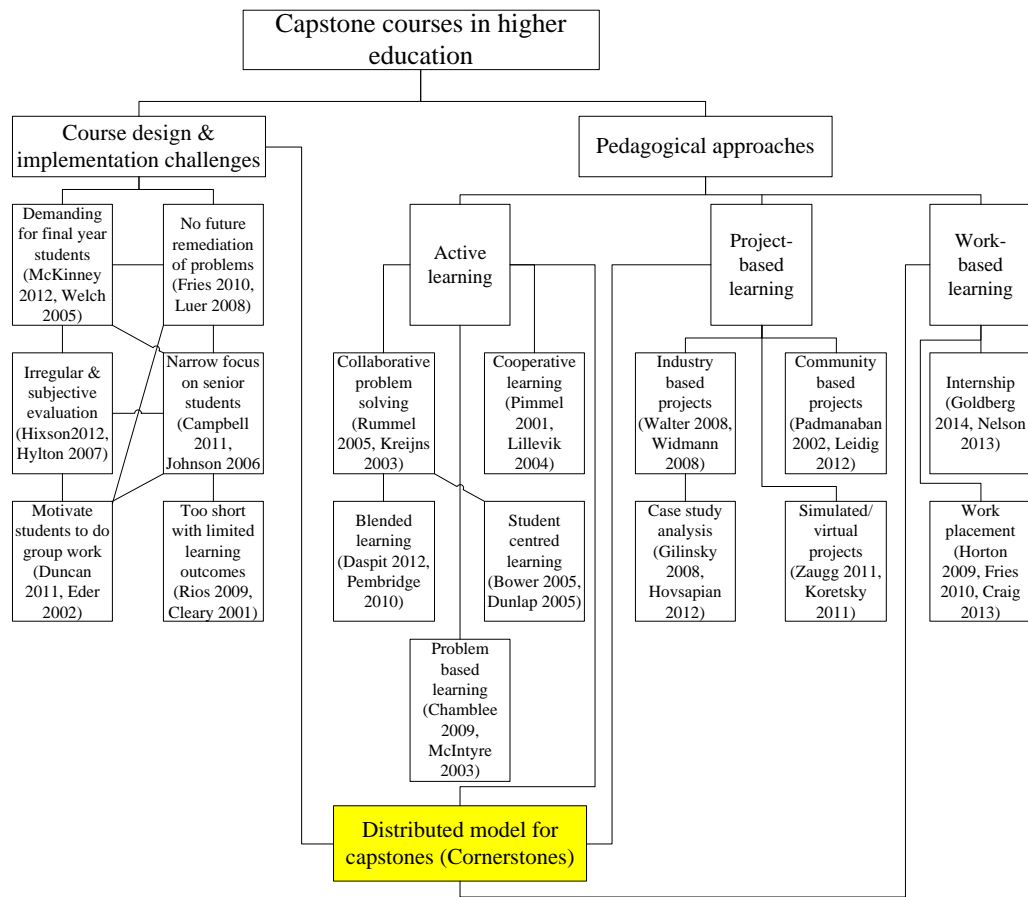 Capstone courses in higher
education
Course design &
implementation challenges
Pedagogical approaches
Demanding
for final year
students
(McKinney
2012, Welch
2005)
No future
remediation
of problems
(Fries 2010,
Luer 2008)
Active
learning
Project-
based
learning
Work-
based
learning
Irregular &
subjective
evaluation
(Hixson2012,
Hylton 2007)
Narrow focus
on senior
students
(Campbell
2011,
Johnson 2006
Collaborative
problem
solving
(Rummel
2005, Kreijns
2003)
Cooperative
learning
(Pimmel
2001,
Lillevik
2004)
Industry
based
projects
(Walter 2008,
Widmann
2008)
Community
based
projects
(Padmanaban
2002, Leidig
2012)
Internship
(Goldberg
2014, Nelson
2013)
Motivate
students to do
group work
(Duncan
2011, Eder
2002)
Too short
with limited
learning
outcomes
(Rios 2009,
Cleary 2001)
Blended
learning
(Daspit 2012,
Pembridge
2010)
Student
centred
learning
(Bower 2005,
Dunlap 2005)
Case study
analysis
(Gilinsky
2008,
Hovsapian
2012)
Simulated/
virtual
projects
(Zaugg 2011,
Koretsky
2011)
Work
placement
(Horton
2009, Fries
2010, Craig
2013)
Problem
based
learning
(Chamblee
2009,
McIntyre
2003)
Distributed model for
capstones (Cornerstones)